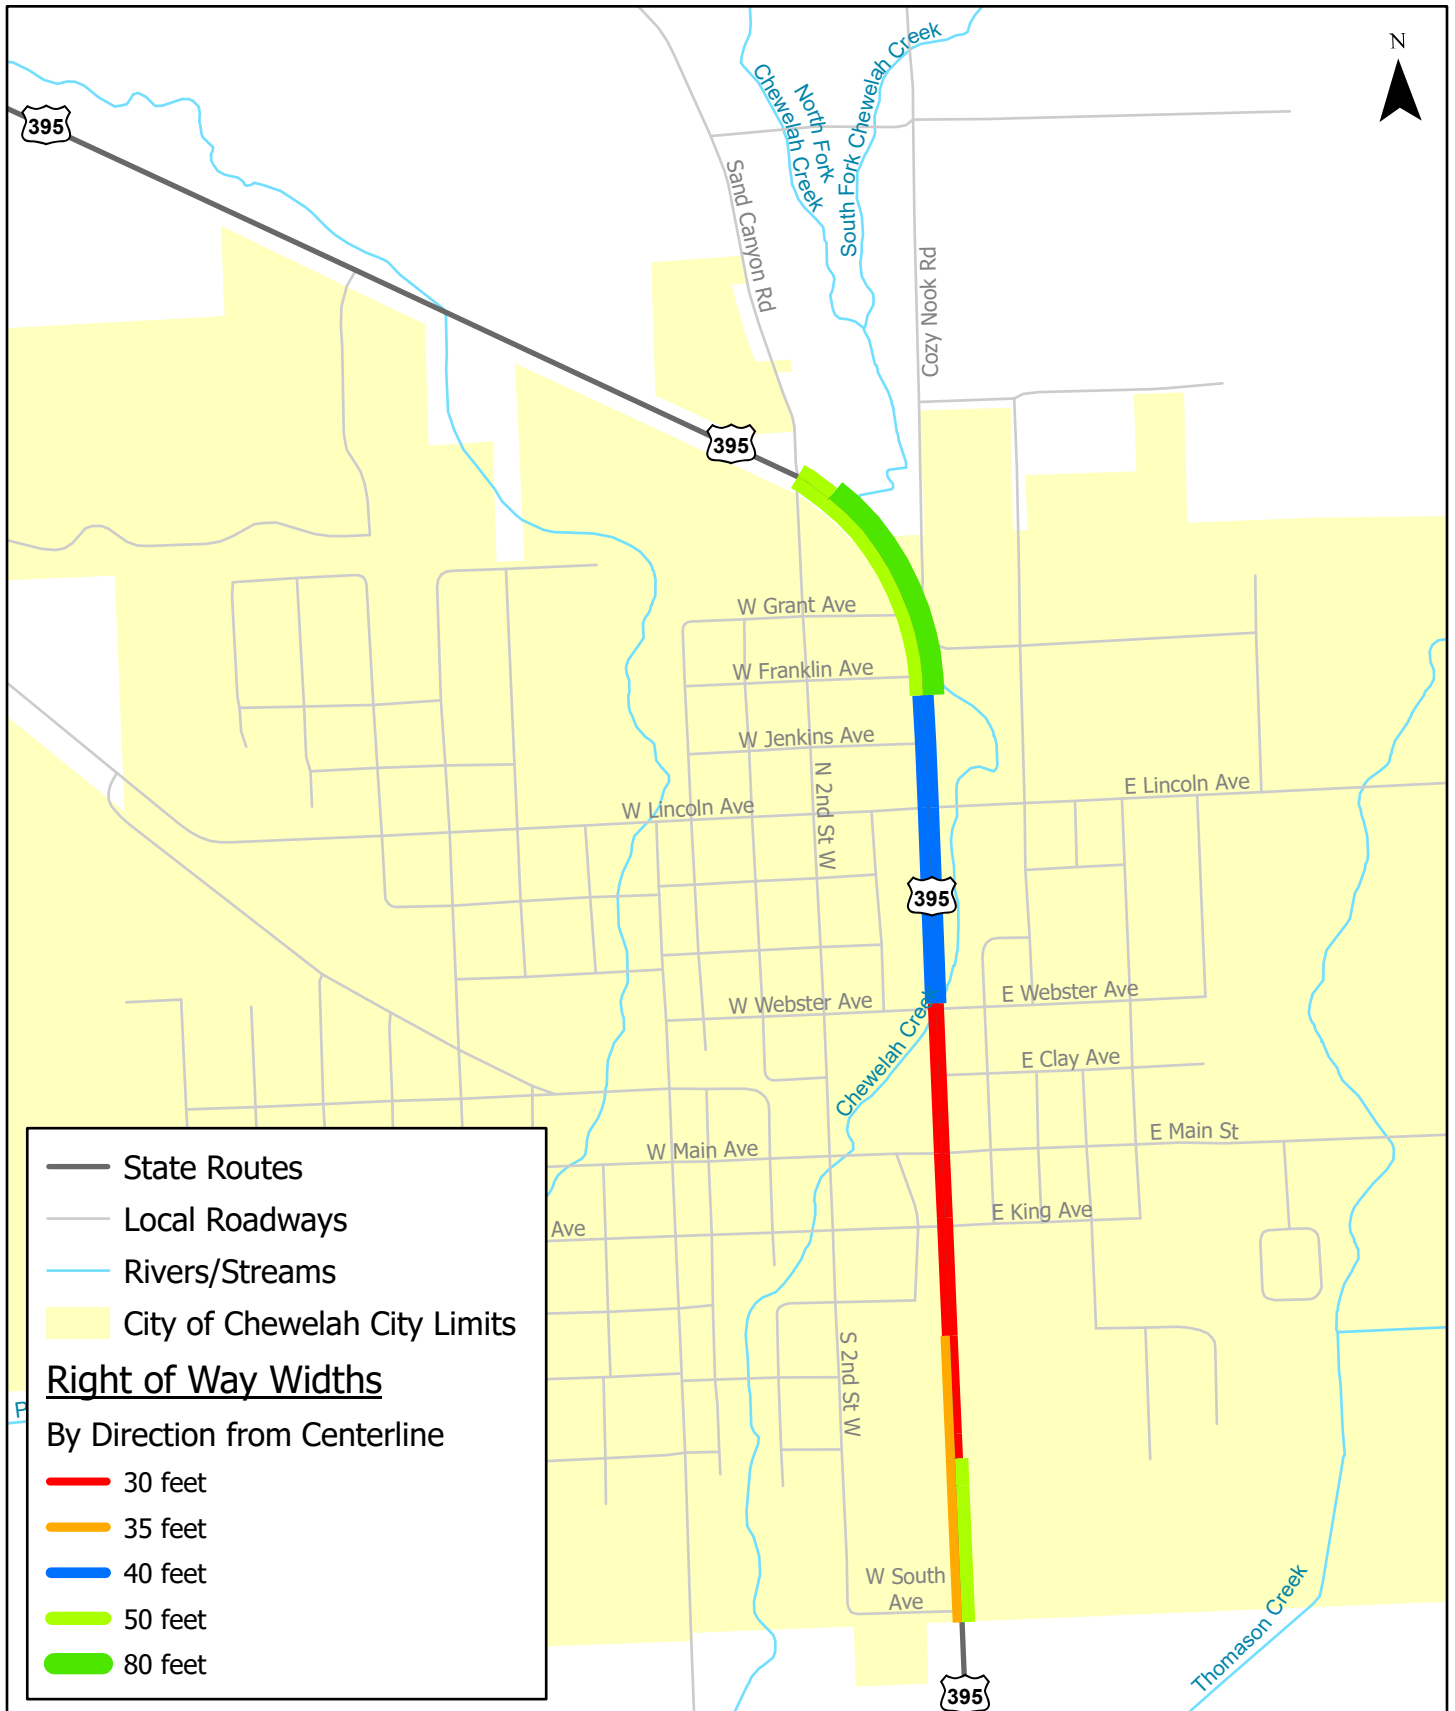 N
395
Chewelah Creek
North Fork
South Fork Chewelah Creek
Sand Canyon Rd
Cozy Nook Rd
395
W Grant Ave
W Franklin Ave
W Jenkins Ave
N 2nd St W
E Lincoln Ave
W Lincoln Ave
395
W Webster Ave
E Webster Ave
Chewelah Creek
E Clay Ave
W Main Ave
E Main St
Ave
E King Ave
S 2nd St W
W South
Ave
Thomason Creek
395
P
State Routes
Local Roadways
Rivers/Streams
City of Chewelah City Limits
Right of Way Widths
By Direction from Centerline
30 feet
35 feet
40 feet
50 feet
80 feet